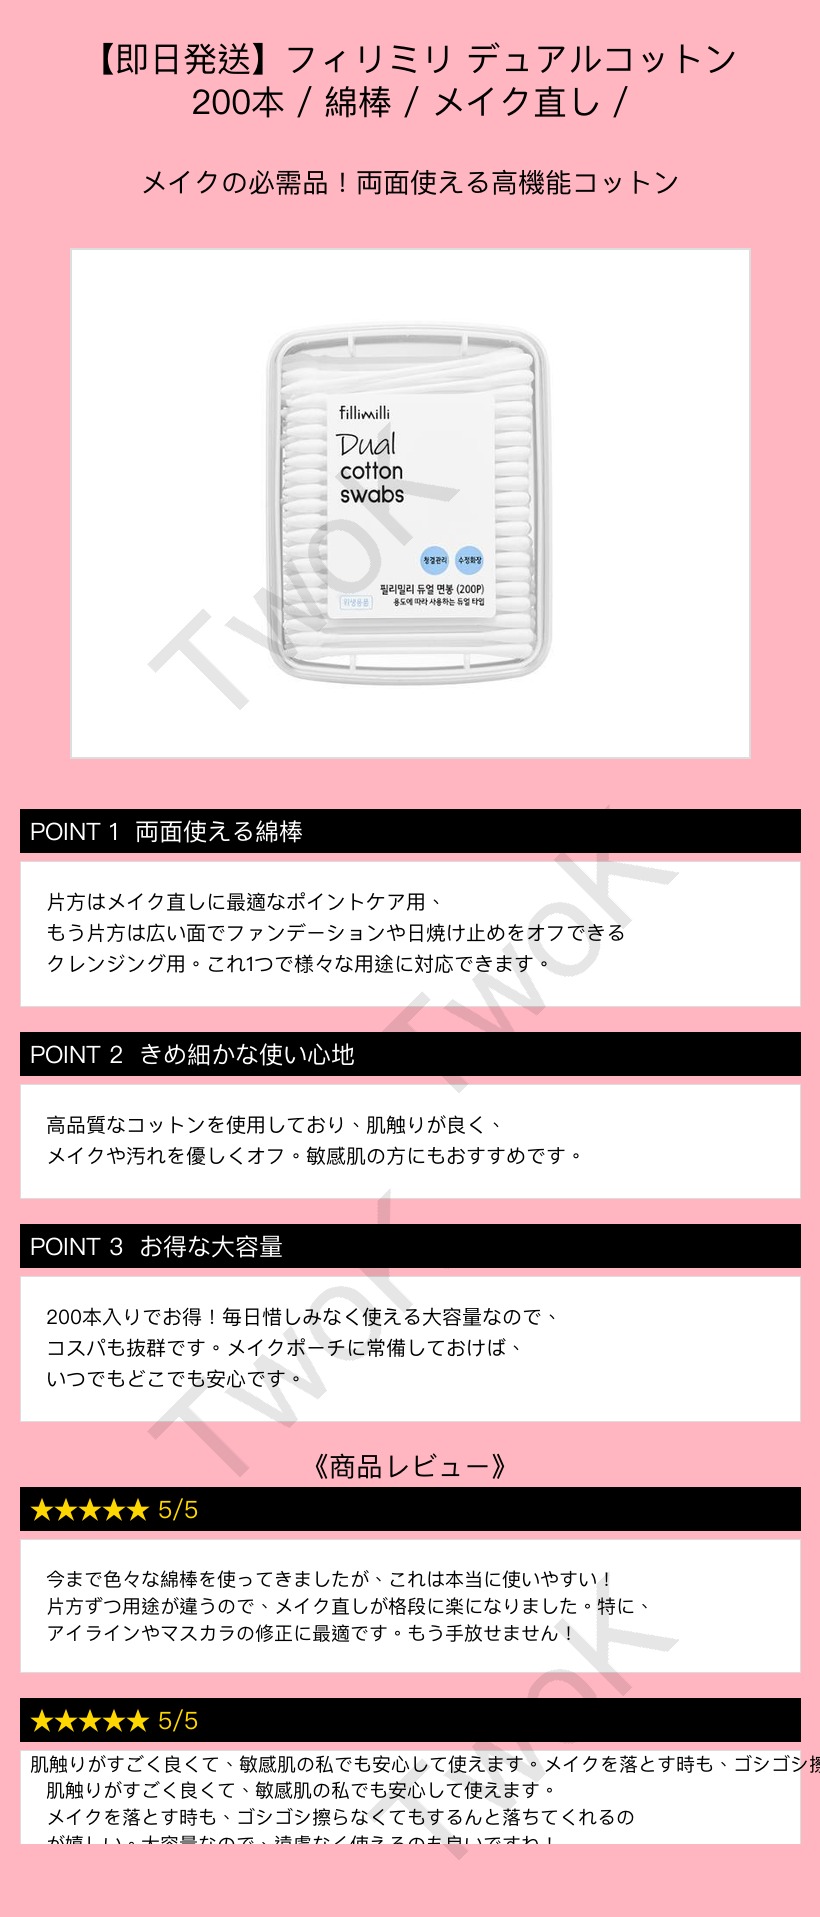 【即日発送】フィリミリ デュアルコットン
200本 / 綿棒 / メイク直し /
メイクの必需品！両面使える高機能コットン
fillimilli
Dual
cotton
swabs
청결관리 수정화장
필리밀리 듀얼 면봉 (200P)
위생용품 용도에 따라 사용하는 듀얼 타입
TwoK
POINT 1 両面使える綿棒
片方はメイク直しに最適なポイントケア用、
もう片方は広い面でファンデーションや日焼け止めをオフできる
クレンジング用。これ1つで様々な用途に対応できます。
TwoK
POINT 2 きめ細かな使い心地
高品質なコットンを使用しており、肌触りが良く、
メイクや汚れを優しくオフ。敏感肌の方にもおすすめです。
POINT 3 お得な大容量
200本入りでお得！毎日惜しみなく使える大容量なので、
コスパも抜群です。メイクポーチに常備しておけば、
いつでもどこでも安心です。
TwoK
《商品レビュー》
★★★★★ 5/5
今まで色々な綿棒を使ってきましたが、これは本当に使いやすい！
片方ずつ用途が違うので、メイク直しが格段に楽になりました。特に、
アイラインやマスカラの修正に最適です。もう手放せません！
TwoK
★★★★★ 5/5
肌触りがすごく良くて、敏感肌の私でも安心して使えます。メイクを落とす時も、ゴシゴシ擦
肌触りがすごく良くて、敏感肌の私でも安心して使えます。
メイクを落とす時も、ゴシゴシ擦らなくてもするんと落ちてくれるの
が嬉しい。大容量なので、遠慮なく使えるのも良いですね！